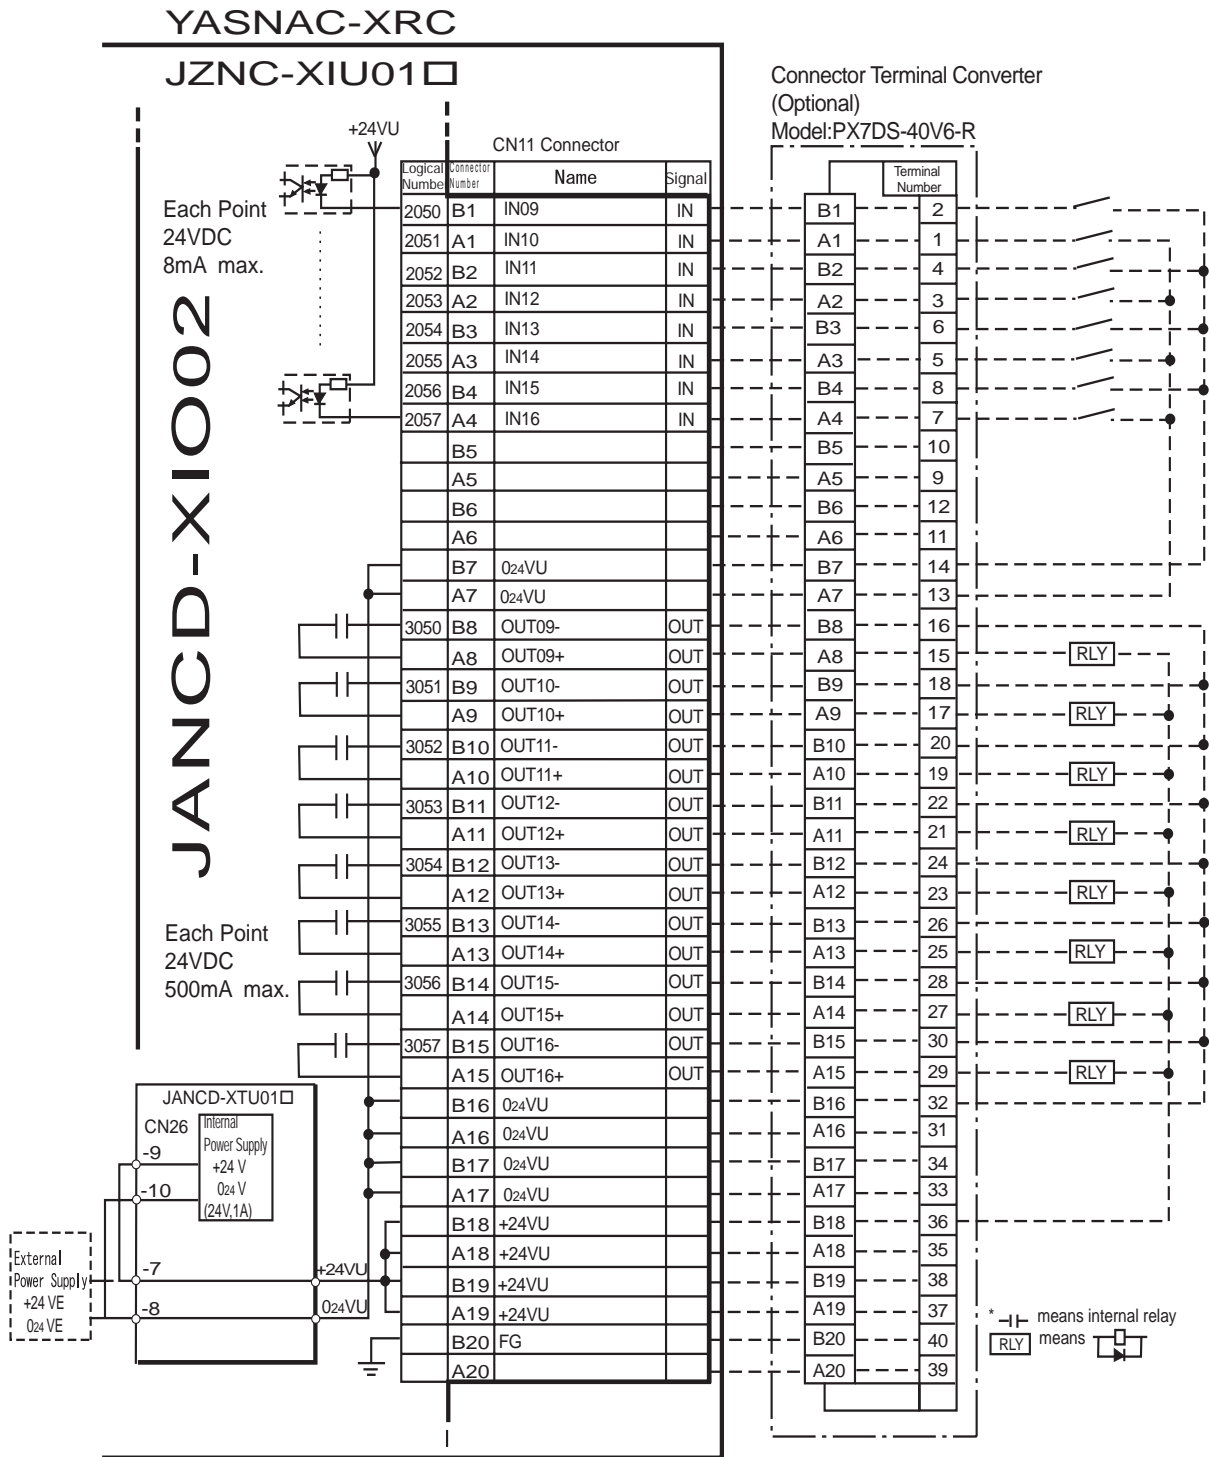 YASNAC-XRC
JZNC-XIU01□
JANCD-XIO02
+24VU
Each Point
24VDC
8mA max.
Each Point
24VDC
500mA max.
CN11 Connector
Logical Numbe Connector Number Name Signal
2050 B1 IN09 IN
2051 A1 IN10 IN
2052 B2 IN11 IN
2053 A2 IN12 IN
2054 B3 IN13 IN
2055 A3 IN14 IN
2056 B4 IN15 IN
2057 A4 IN16 IN
B5
A5
B6
A6
B7 024VU
A7 024VU
3050 B8 OUT09- OUT
A8 OUT09+ OUT
3051 B9 OUT10- OUT
A9 OUT10+ OUT
3052 B10 OUT11- OUT
A10 OUT11+ OUT
3053 B11 OUT12- OUT
A11 OUT12+ OUT
3054 B12 OUT13- OUT
A12 OUT13+ OUT
3055 B13 OUT14- OUT
A13 OUT14+ OUT
3056 B14 OUT15- OUT
A14 OUT15+ OUT
3057 B15 OUT16- OUT
A15 OUT16+ OUT
B16 024VU
A16 024VU
B17 024VU
A17 024VU
B18 +24VU
A18 +24VU
B19 +24VU
A19 +24VU
B20 FG
A20
Connector Terminal Converter
(Optional)
Model:PX7DS-40V6-R
Terminal
Number
B1 2
A1 1
B2 4
A2 3
B3 6
A3 5
B4 8
A4 7
B5 10
A5 9
B6 12
A6 11
B7 14
A7 13
B8 16
A8 15 RLY
B9 18
A9 17 RLY
B10 20
A10 19 RLY
B11 22
A11 21 RLY
B12 24
A12 23 RLY
B13 26
A13 25 RLY
B14 28
A14 27 RLY
B15 30
A15 29 RLY
B16 32
A16 31
B17 34
A17 33
B18 36
A18 35
B19 38
A19 37
B20 40
A20 39
JANCD-XTU01□
CN26
Internal
Power Supply
+24 V
024 V
(24V,1A)
-9
-10
-7
-8
+24VU
024VU
External
Power Supply
+24 VE
024 VE
* means internal relay
RLY means